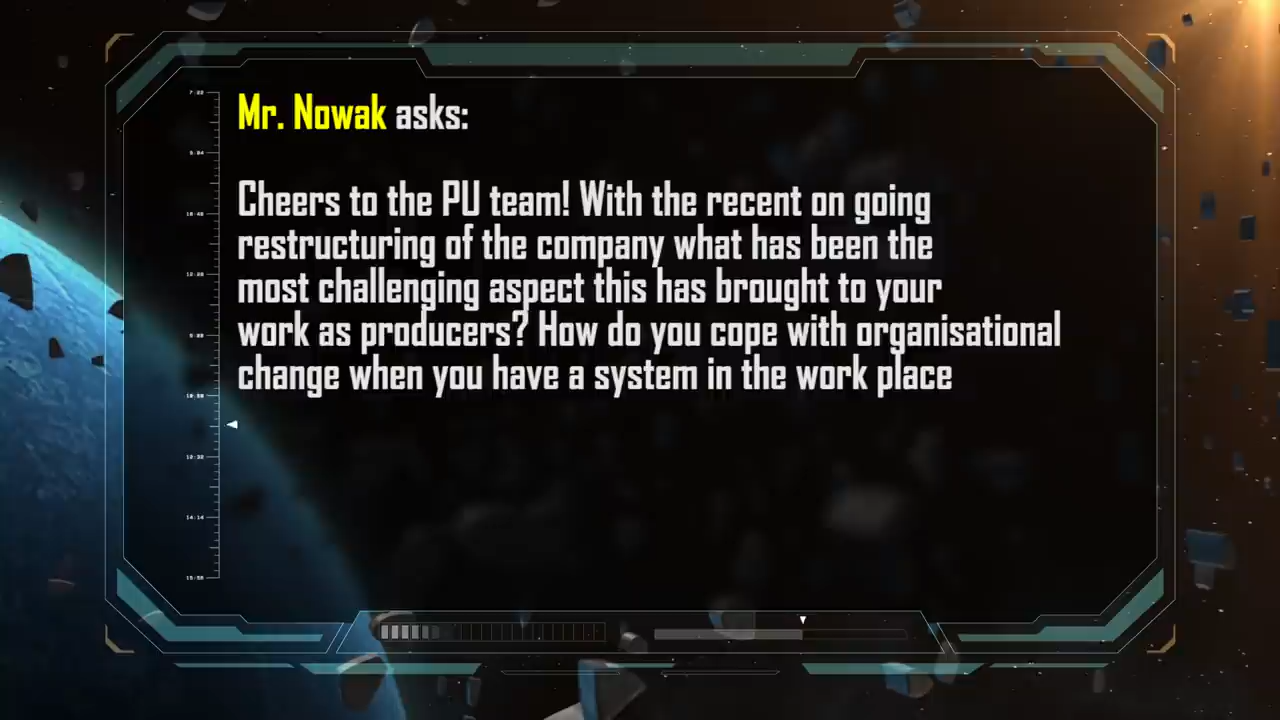 Mr. Nowak asks:
Cheers to the PU team! With the recent on going
restructuring of the company what has been the
most challenging aspect this has brought to your
work as producers? How do you cope with organisational
change when you have a system in the work place